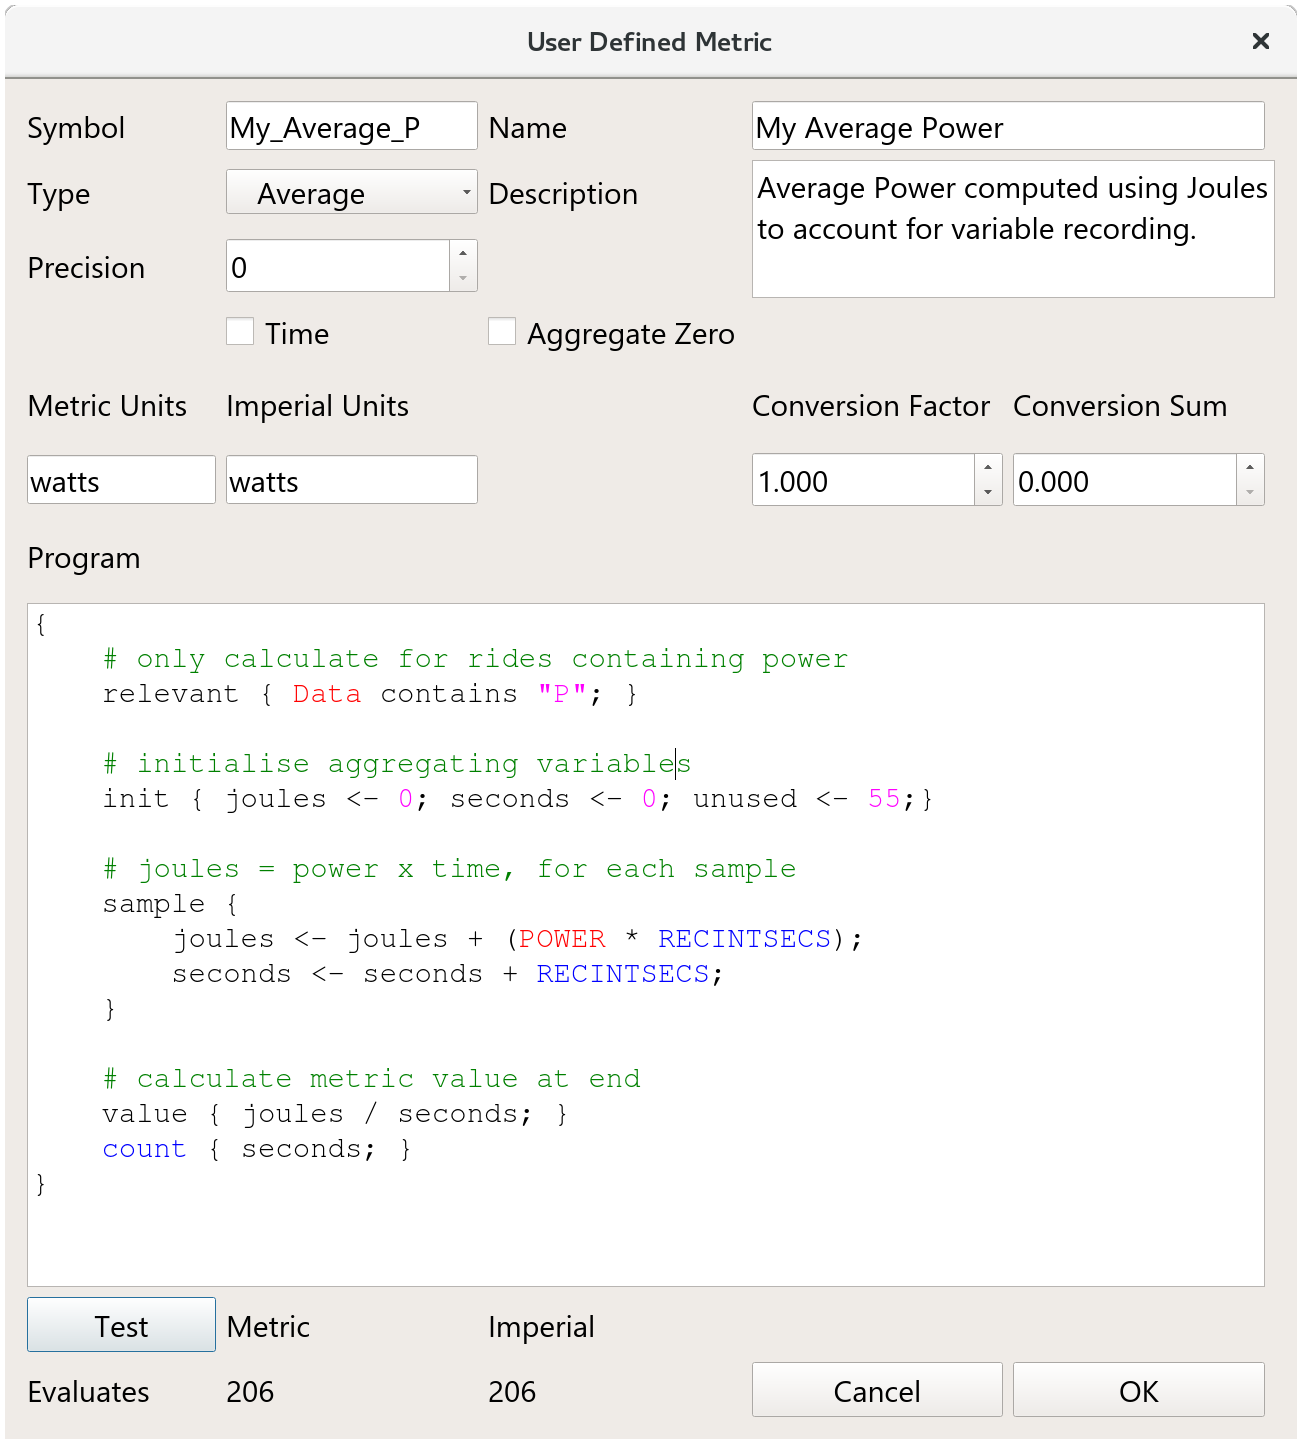 User Defined Metric
Symbol My_Average_P Name My Average Power
Type Average Description Average Power computed using Joules
to account for variable recording.
Precision 0
Time Aggregate Zero
Metric Units Imperial Units Conversion Factor Conversion Sum
watts watts 1.000 0.000
Program
{
    # only calculate for rides containing power
    relevant { Data contains "P"; }

    # initialise aggregating variables
    init { joules <- 0; seconds <- 0; unused <- 55;}

    # joules = power x time, for each sample
    sample {
        joules <- joules + (POWER * RECINTSECS);
        seconds <- seconds + RECINTSECS;
    }

    # calculate metric value at end
    value { joules / seconds; }
    count { seconds; }
}
Test Metric Imperial
Evaluates 206 206 Cancel OK